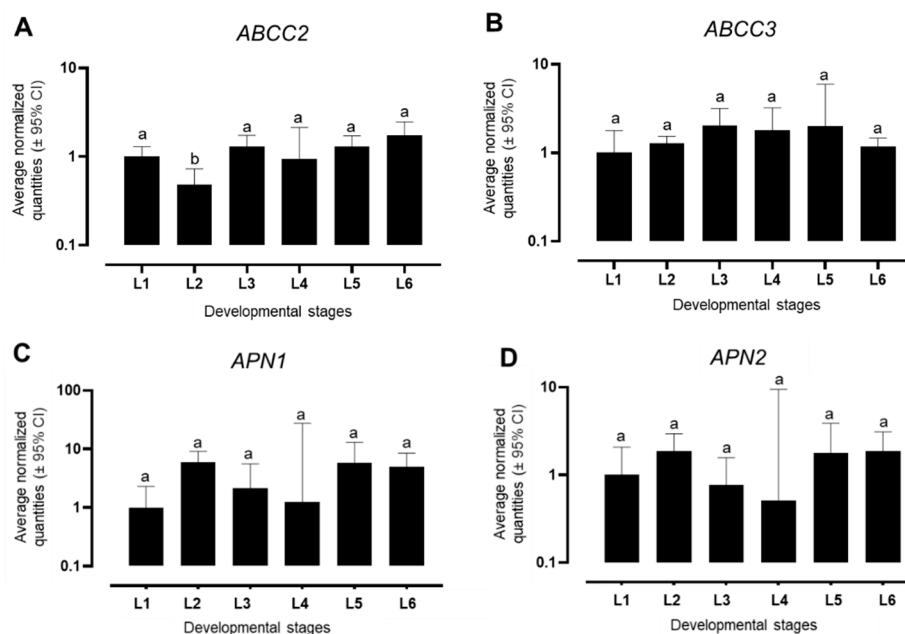 A
ABCC2
Average normalized
quantities (± 95% CI)
10
1
0.1
a
b
a
a
a
a
L1 L2 L3 L4 L5 L6
Developmental stages
B
ABCC3
Average normalized
quantities (± 95% CI)
10
1
0.1
a
a
a
a
a
a
L1 L2 L3 L4 L5 L6
Developmental stages
C
APN1
Average normalized
quantities (± 95% CI)
100
10
1
0.1
a
a
a
a
a
a
L1 L2 L3 L4 L5 L6
Developmental stages
D
APN2
Average normalized
quantities (± 95% CI)
10
1
0.1
a
a
a
a
a
a
L1 L2 L3 L4 L5 L6
Developmental stages